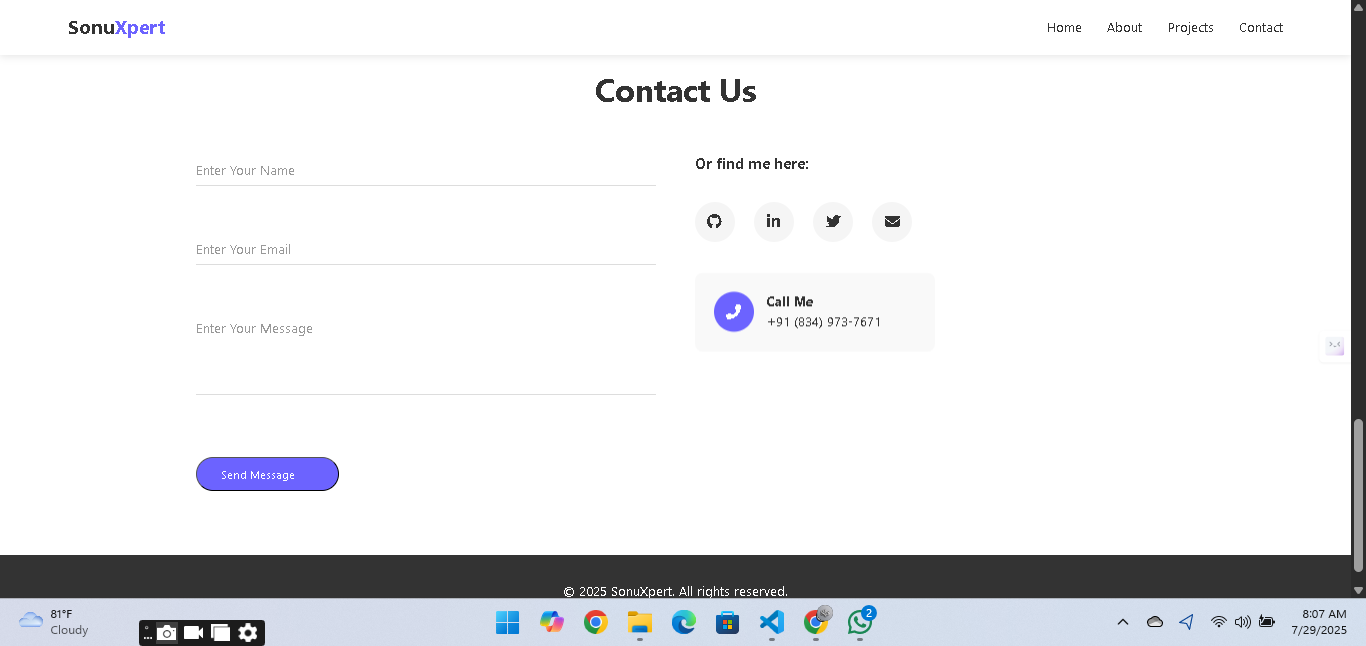 SonuXpert
Home About Projects Contact
Contact Us
Enter Your Name
Enter Your Email
Enter Your Message
Send Message
Or find me here:
Call Me
+91 (834) 973-7671
© 2025 SonuXpert. All rights reserved.
81°F
Cloudy
2
8:07 AM
7/29/2025